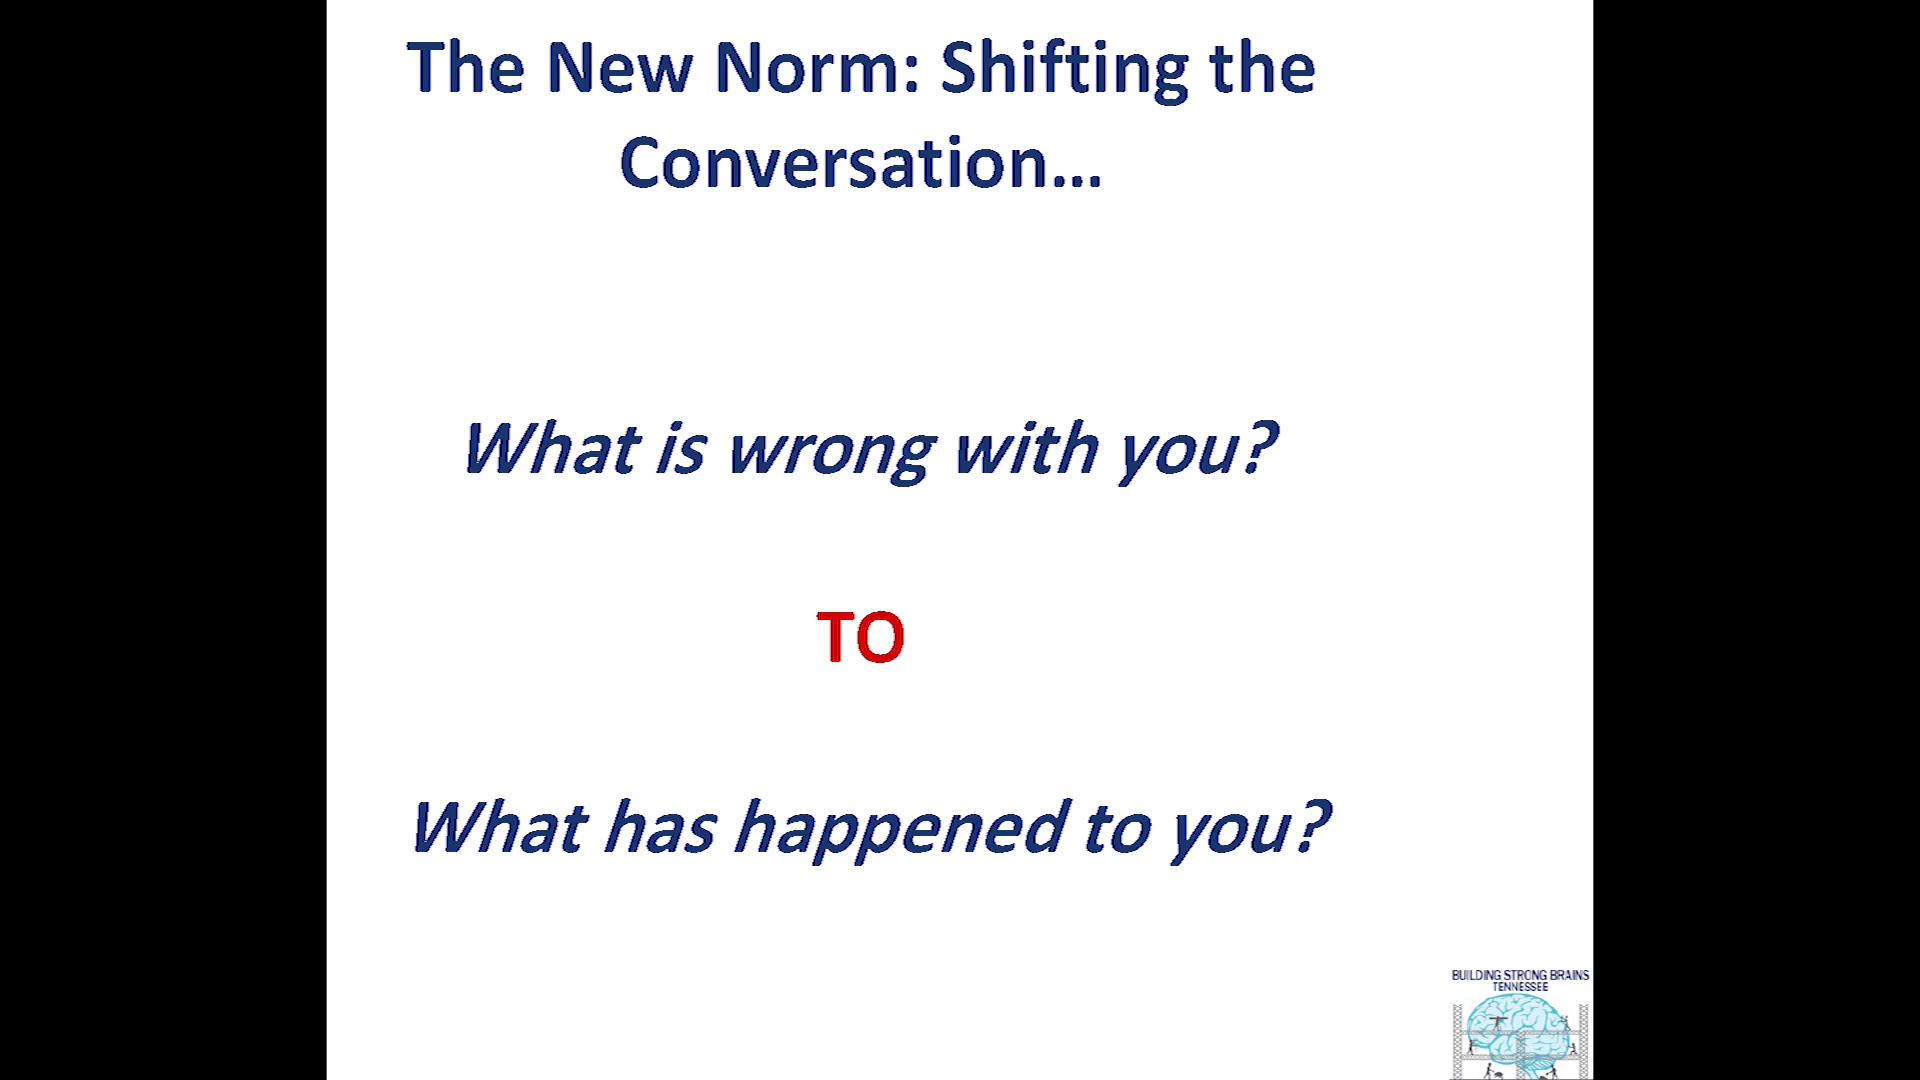 The New Norm: Shifting the
Conversation...
What is wrong with you?
TO
What has happened to you?
BUILDING STRONG BRAINS
TENNESSEE